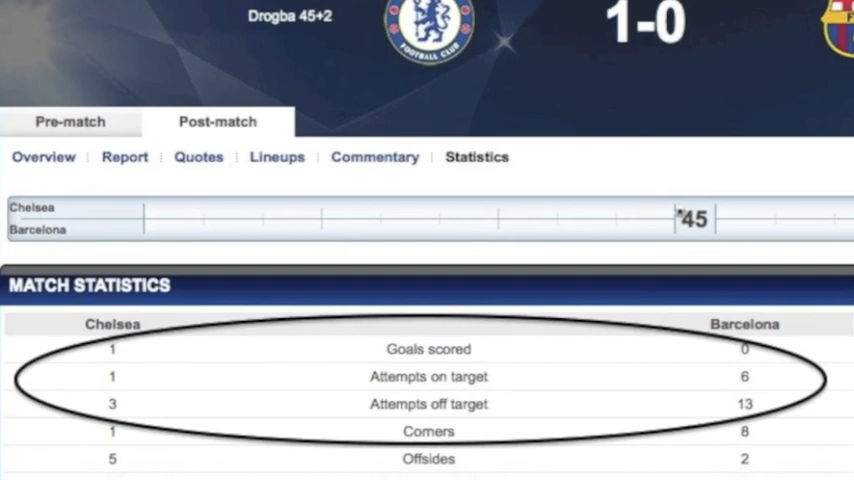 Drogba 45+2
1-0
FOOTBALL CLUB
Pre-match Post-match
Overview Report Quotes Lineups Commentary Statistics
Chelsea
45
Barcelona
MATCH STATISTICS
Chelsea Barcelona
1 Goals scored 0
1 Attempts on target 6
3 Attempts off target 13
1 Corners 8
5 Offsides 2